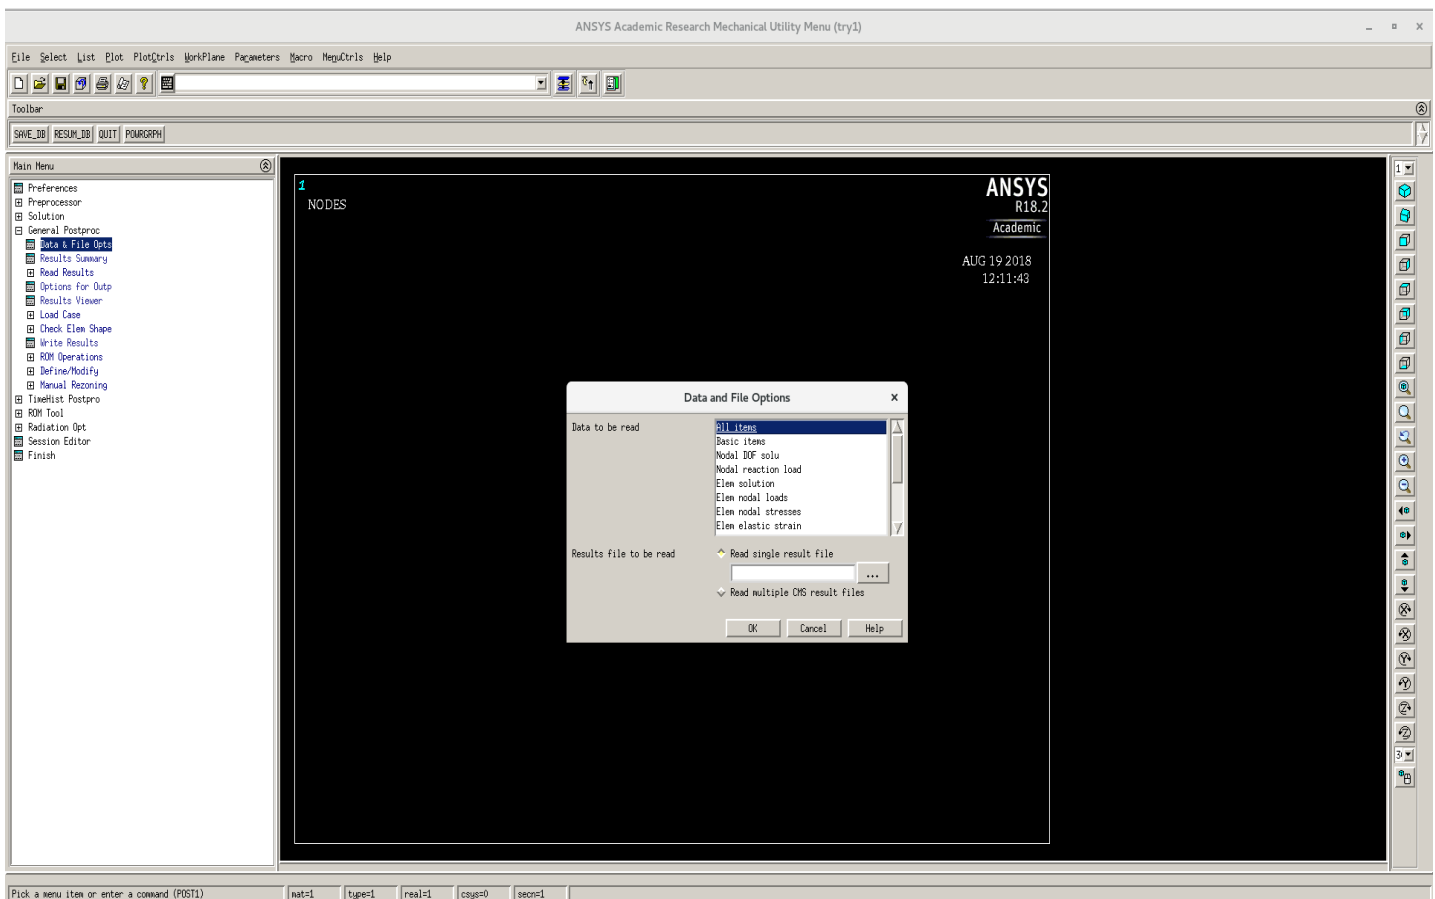 ANSYS Academic Research Mechanical Utility Menu (try1)
File Select List Plot PlotCtrls WorkPlane Parameters Macro MenuCtrls Help
Toolbar
SAVE_DB RESUM_DB QUIT POWRGRPH
Main Menu
Preferences
Preprocessor
Solution
General Postproc
Data & File Opts
Results Summary
Read Results
Options for Outp
Results Viewer
Load Case
Check Elem Shape
Write Results
ROM Operations
Define/Modify
Manual Rezoning
TimeHist Postpro
ROM Tool
Radiation Opt
Session Editor
Finish
1
NODES
ANSYS
R18.2
Academic
AUG 19 2018
12:11:43
Data and File Options
Data to be read
All items
Basic items
Nodal DOF solu
Nodal reaction load
Elem solution
Elem nodal loads
Elem nodal stresses
Elem elastic strain
Results file to be read
Read single result file
...
Read multiple CMS result files
OK Cancel Help
1
Pick a menu item or enter a command (POST1) mat=1 type=1 real=1 csys=0 secn=1